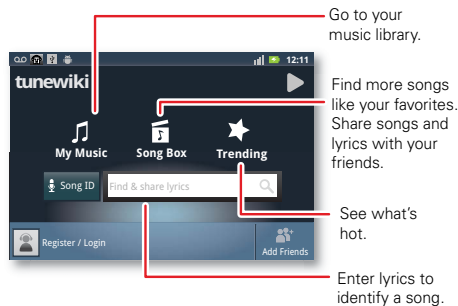 Go to your
music library.
12:11
tunewiki
Find more songs
like your favorites.
Share songs and
lyrics with your
friends.
My Music
Song Box
Trending
Song ID
Find & share lyrics
See what's
hot.
Register / Login
Add Friends
Enter lyrics to
identify a song.